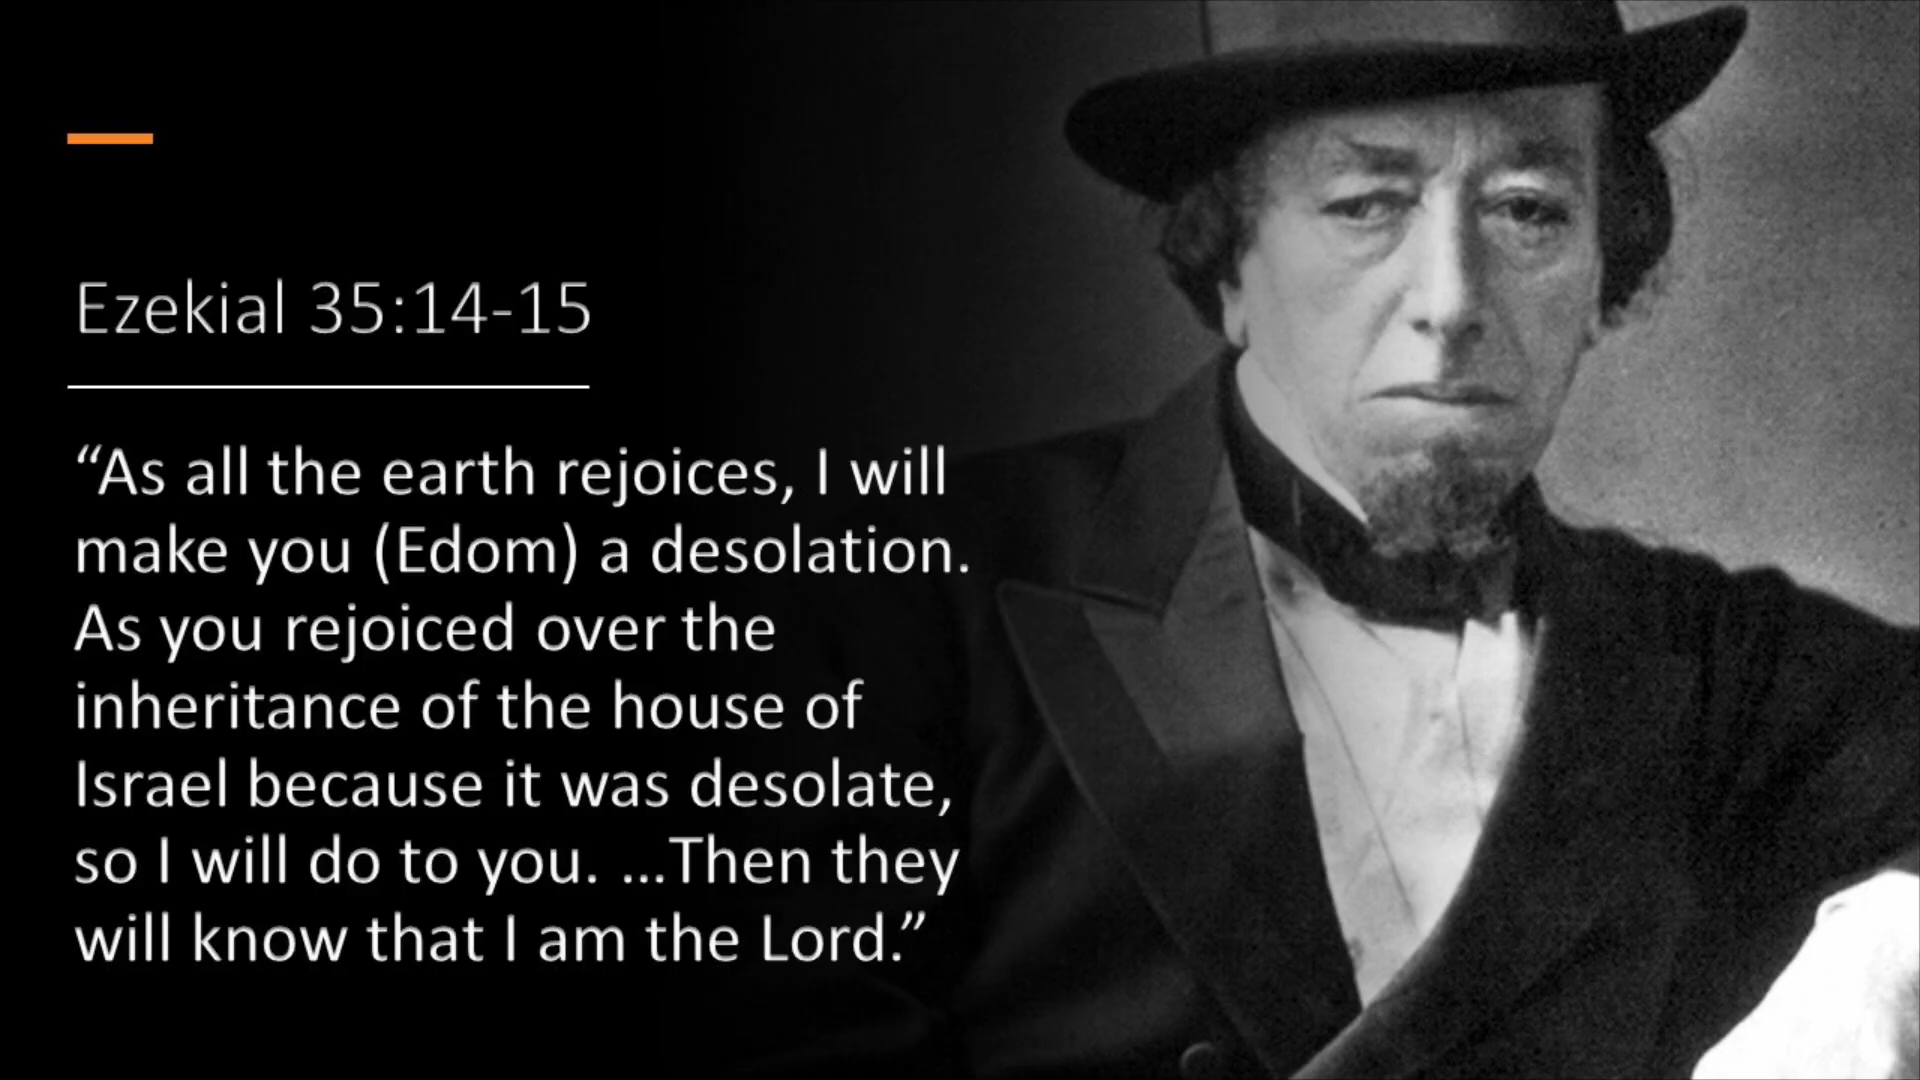 Ezekial 35:14-15
“As all the earth rejoices, I will
make you (Edom) a desolation.
As you rejoiced over the
inheritance of the house of
Israel because it was desolate,
so I will do to you. …Then they
will know that I am the Lord.”